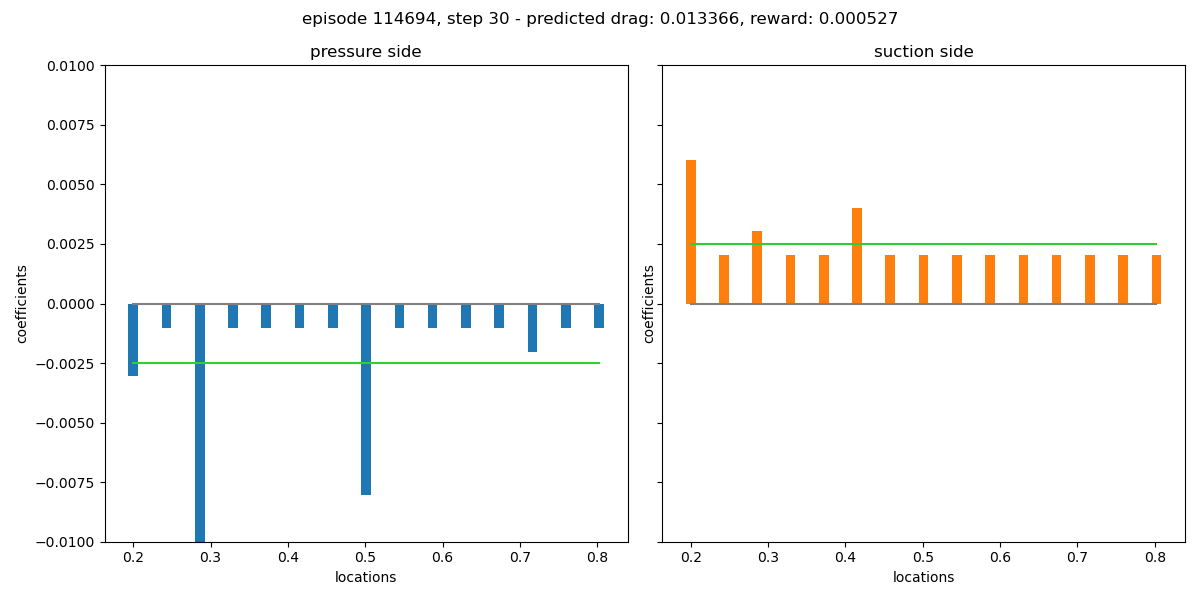 episode 114694, step 30 - predicted drag: 0.013366, reward: 0.000527
pressure side
suction side
0.0100
0.0075
0.0050
0.0025
0.0000
−0.0025
−0.0050
−0.0075
−0.0100
coefficients
coefficients
0.2 0.3 0.4 0.5 0.6 0.7 0.8
0.2 0.3 0.4 0.5 0.6 0.7 0.8
locations
locations